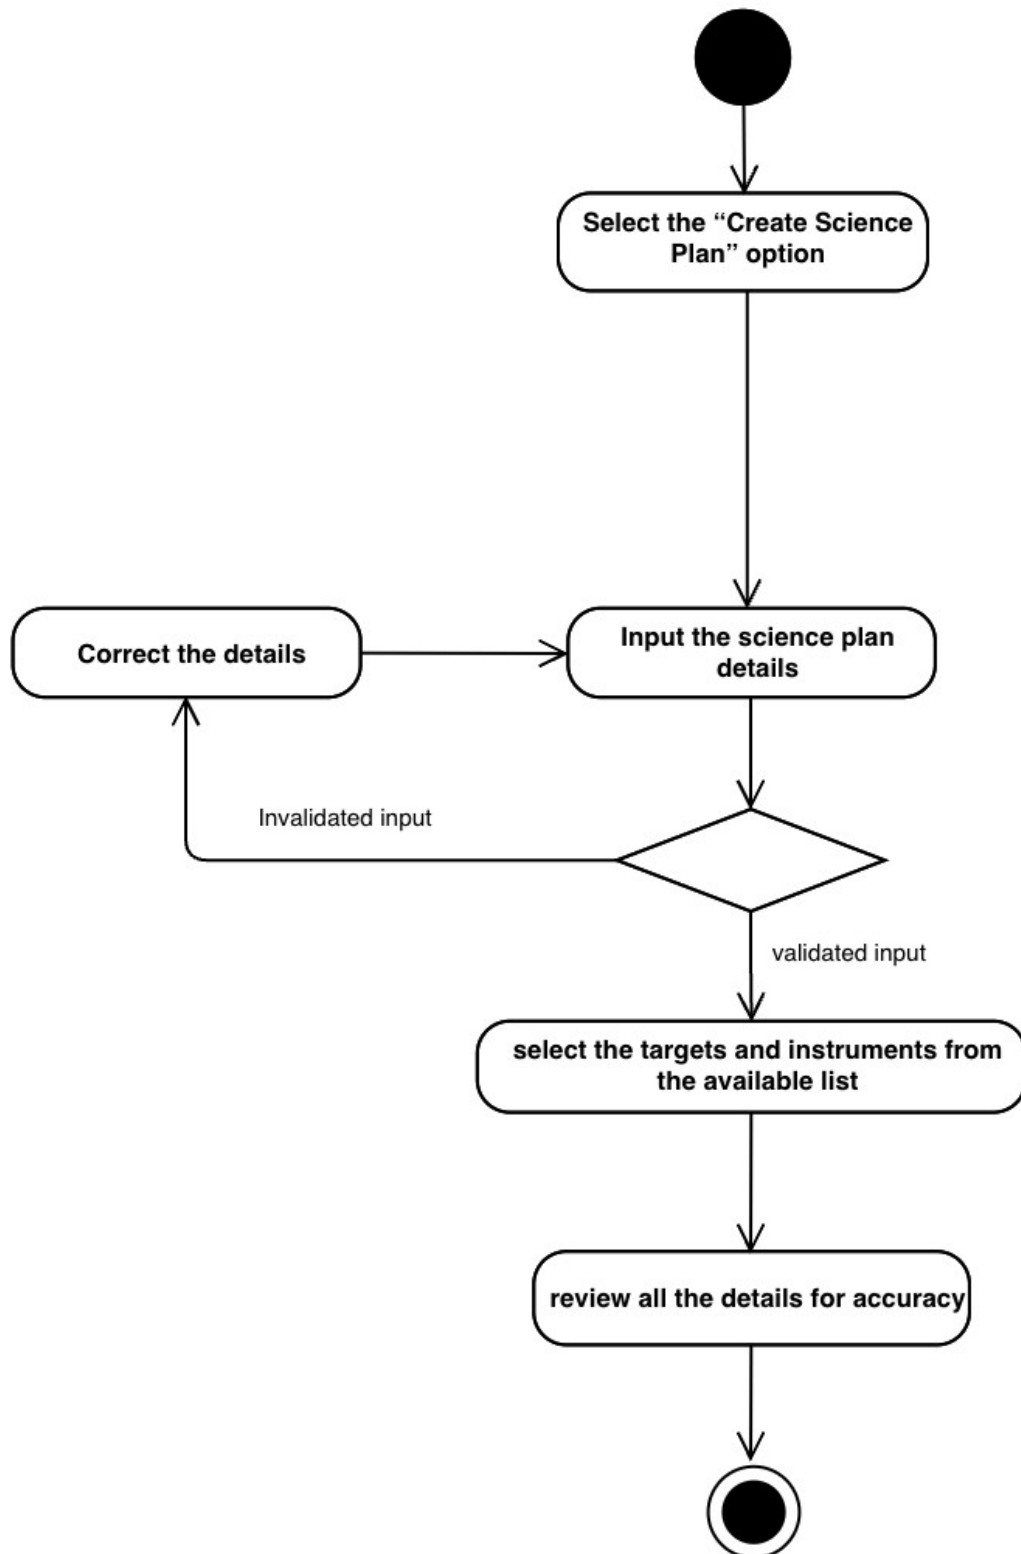 Select the “Create Science
Plan” option
Correct the details
Input the science plan
details
Invalidated input
validated input
select the targets and instruments from
the available list
review all the details for accuracy